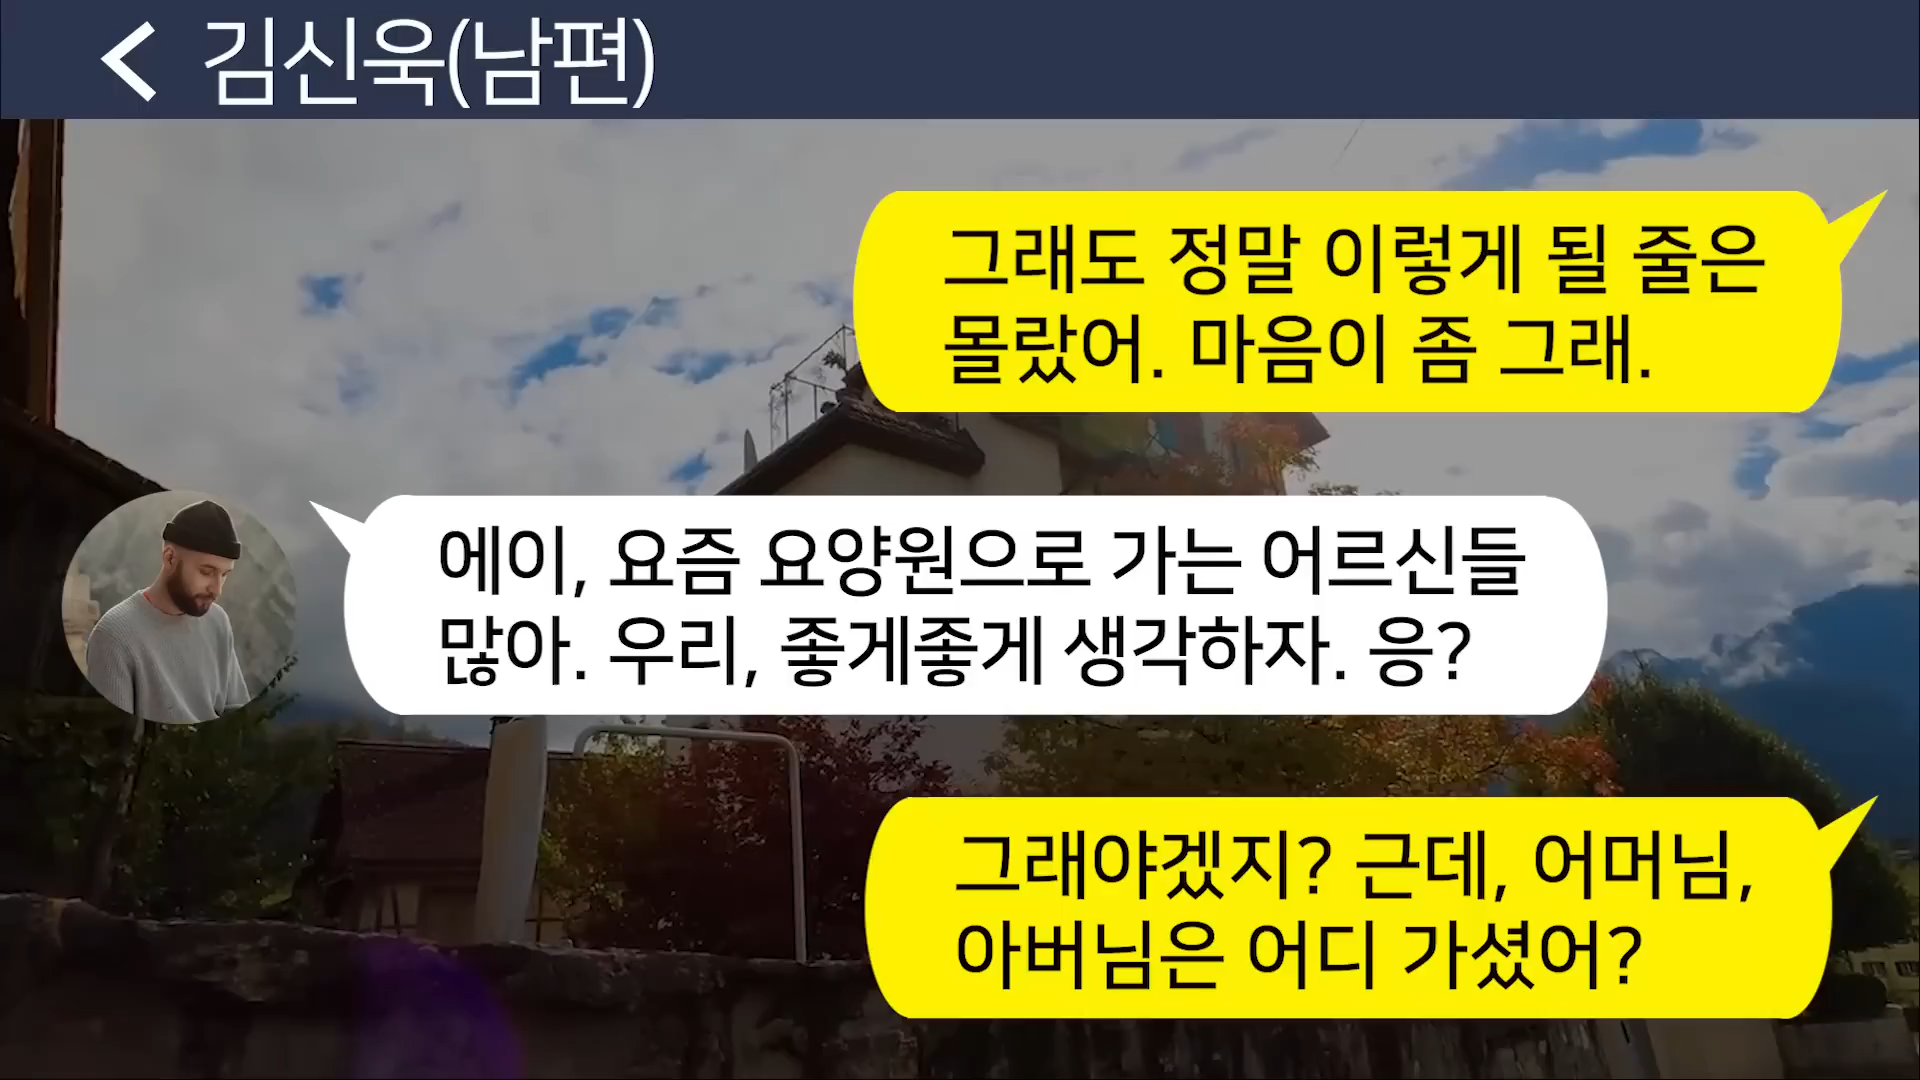 김신욱(남편)
그래도 정말 이렇게 될 줄은
몰랐어. 마음이 좀 그래.
에이, 요즘 요양원으로 가는 어르신들
많아. 우리, 좋게좋게 생각하자. 응?
그래야겠지? 근데, 어머님,
아버님은 어디 가셨어?